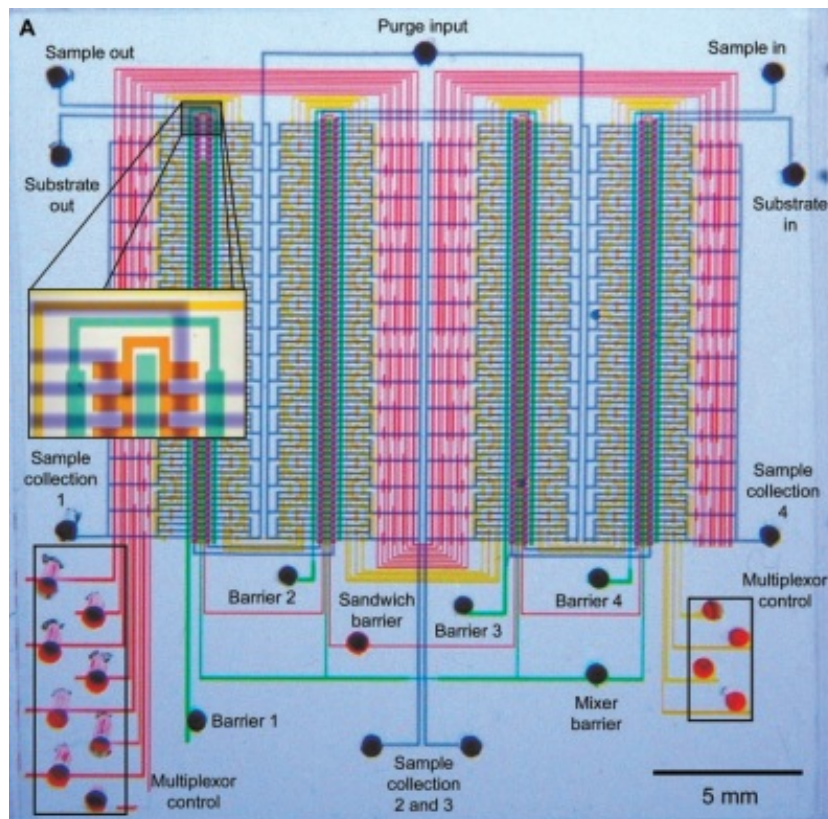 A
Purge input
Sample out
Sample in
Substrate
out
Substrate
in
Sample
collection
1
Sample
collection
4
Barrier 2
Sandwich
barrier
Barrier 3
Barrier 4
Multiplexor
control
Barrier 1
Mixer
barrier
Multiplexor
control
Sample
collection
2 and 3
5 mm